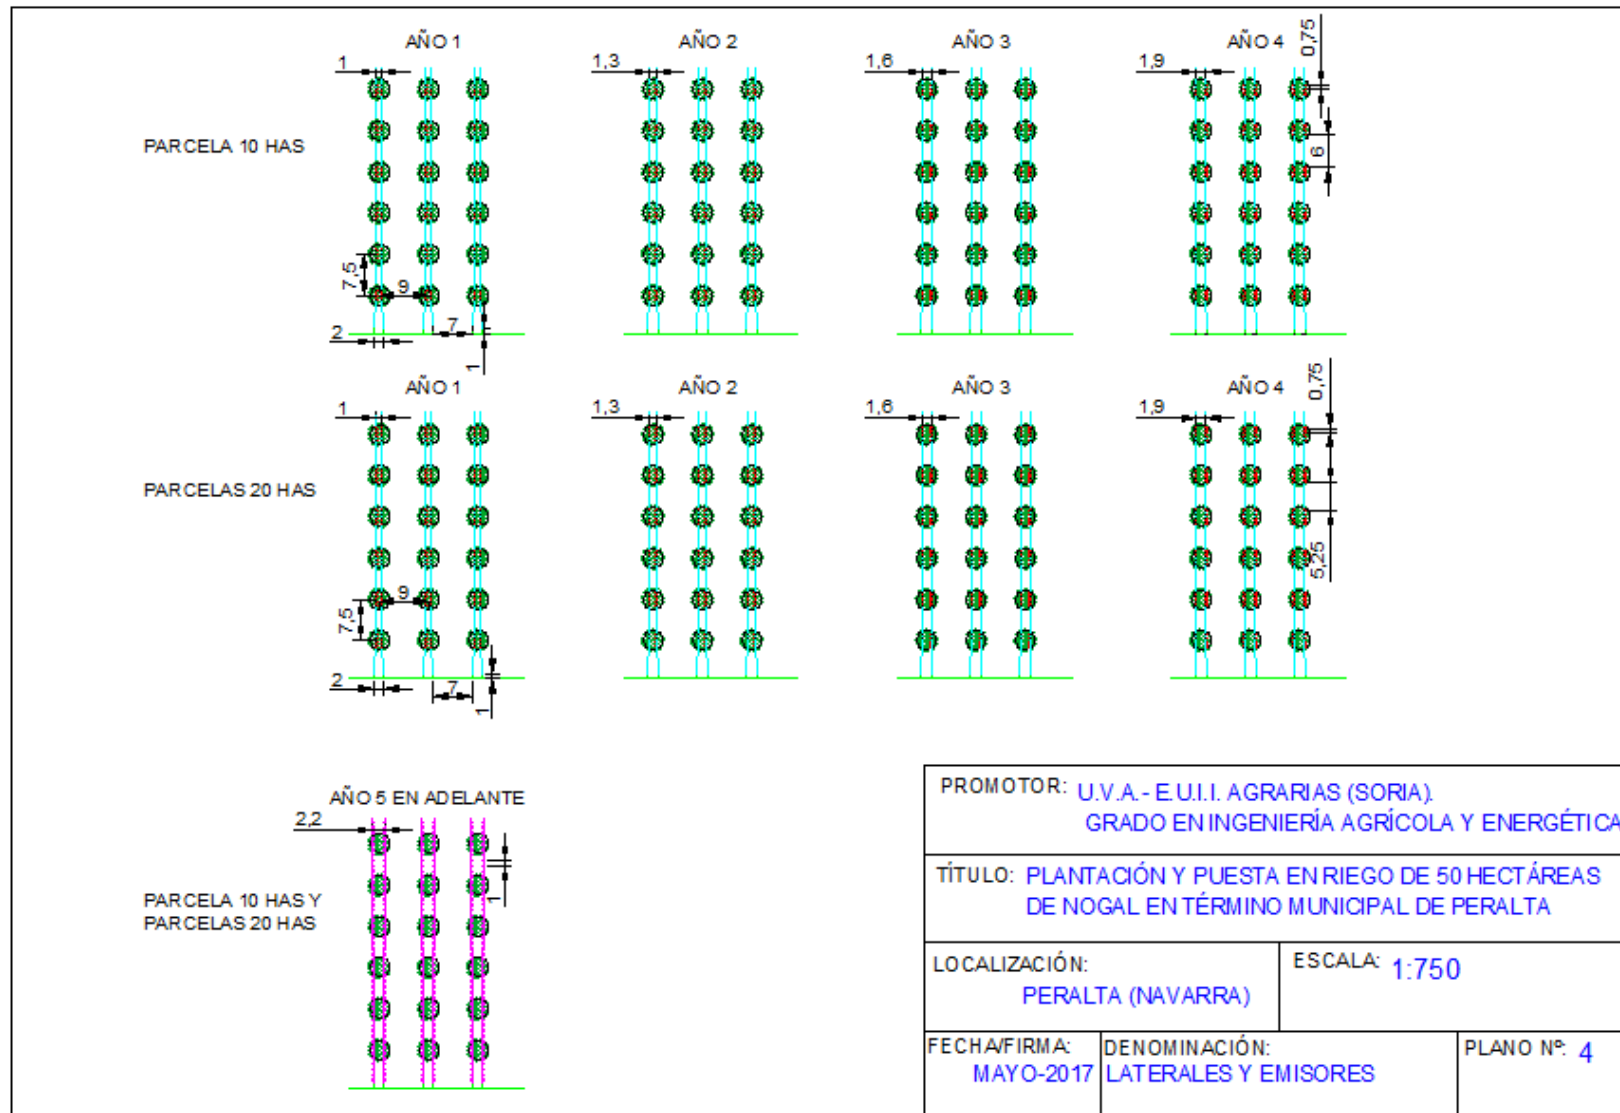 AÑO 1
AÑO 2
AÑO 3
AÑO 4
1
1,3
1,6
1,9
0,75
PARCELA 10 HAS
6
7,5
9
2
7
1
AÑO 1
AÑO 2
AÑO 3
AÑO 4
1
1,3
1,6
1,9
0,75
PARCELAS 20 HAS
5,25
7,5
9
2
7
1
AÑO 5 EN ADELANTE
2,2
1
PARCELA 10 HAS Y
PARCELAS 20 HAS
PROMOTOR: U.V.A.- E.U.I.I. AGRARIAS (SORIA).
GRADO EN INGENIERÍA AGRÍCOLA Y ENERGÉTICA
TÍTULO: PLANTACIÓN Y PUESTA EN RIEGO DE 50 HECTÁREAS
DE NOGAL EN TÉRMINO MUNICIPAL DE PERALTA
LOCALIZACIÓN:
PERALTA (NAVARRA)
ESCALA: 1:750
FECHA/FIRMA:
MAYO-2017
DENOMINACIÓN:
LATERALES Y EMISORES
PLANO Nº: 4